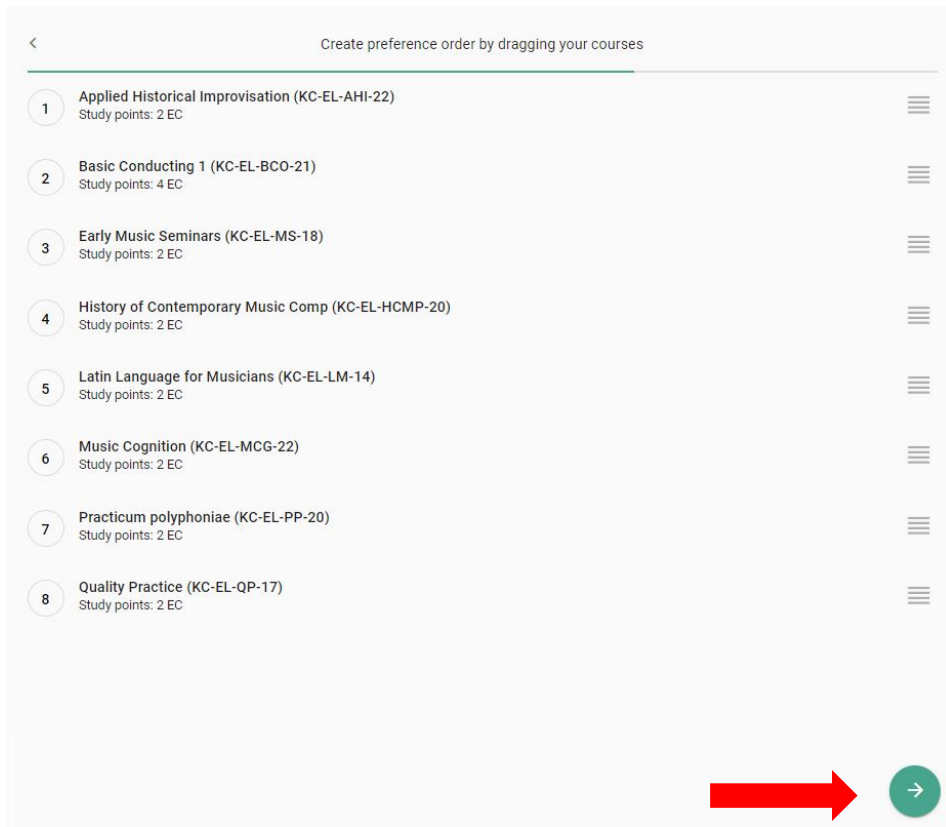 Create preference order by dragging your courses
1
Applied Historical Improvisation (KC-EL-AHI-22)
Study points: 2 EC
2
Basic Conducting 1 (KC-EL-BCO-21)
Study points: 4 EC
3
Early Music Seminars (KC-EL-MS-18)
Study points: 2 EC
4
History of Contemporary Music Comp (KC-EL-HCMP-20)
Study points: 2 EC
5
Latin Language for Musicians (KC-EL-LM-14)
Study points: 2 EC
6
Music Cognition (KC-EL-MCG-22)
Study points: 2 EC
7
Practicum polyphoniae (KC-EL-PP-20)
Study points: 2 EC
8
Quality Practice (KC-EL-QP-17)
Study points: 2 EC